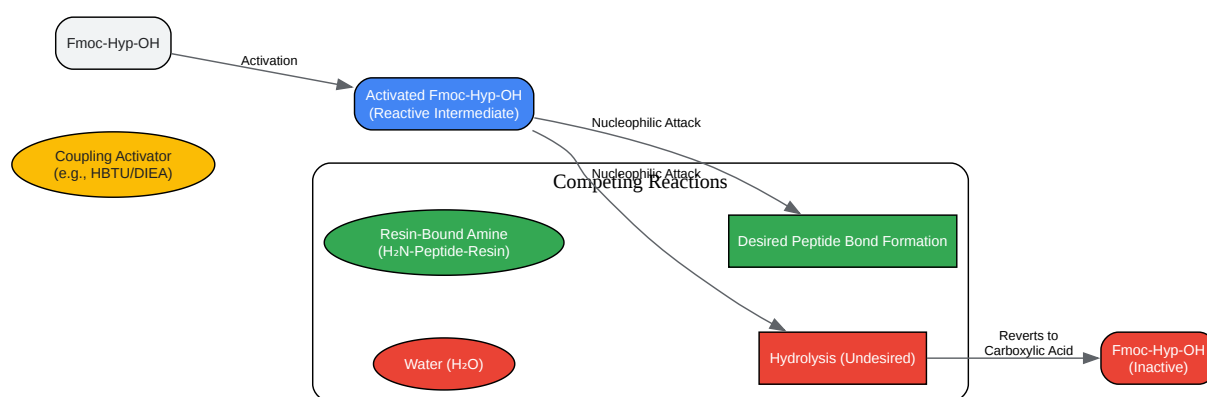 Fmoc-Hyp-OH
Activation
Activated Fmoc-Hyp-OH
(Reactive Intermediate)
Coupling Activator
(e.g., HBTU/DIEA)
Nucleophilic Attack
Nucleophilic Attack
Competing Reactions
Resin-Bound Amine
(H₂N-Peptide-Resin)
Desired Peptide Bond Formation
Water (H₂O)
Hydrolysis (Undesired)
Reverts to
Carboxylic Acid
Fmoc-Hyp-OH
(Inactive)